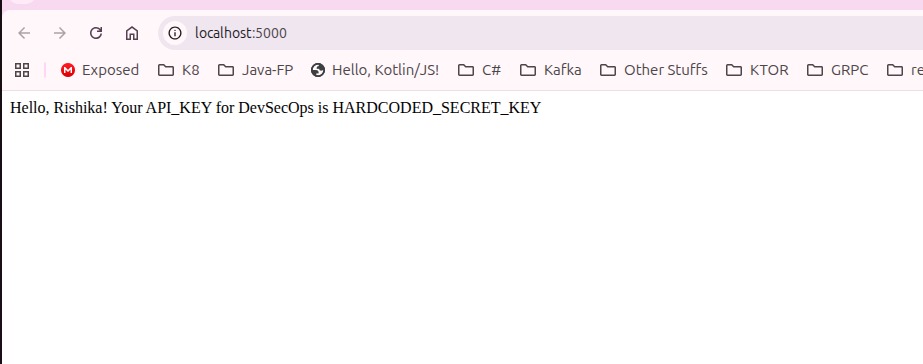 localhost:5000
Exposed K8 Java-FP Hello, Kotlin/JS! C# Kafka Other Stuffs KTOR GRPC re
Hello, Rishika! Your API_KEY for DevSecOps is HARDCODED_SECRET_KEY